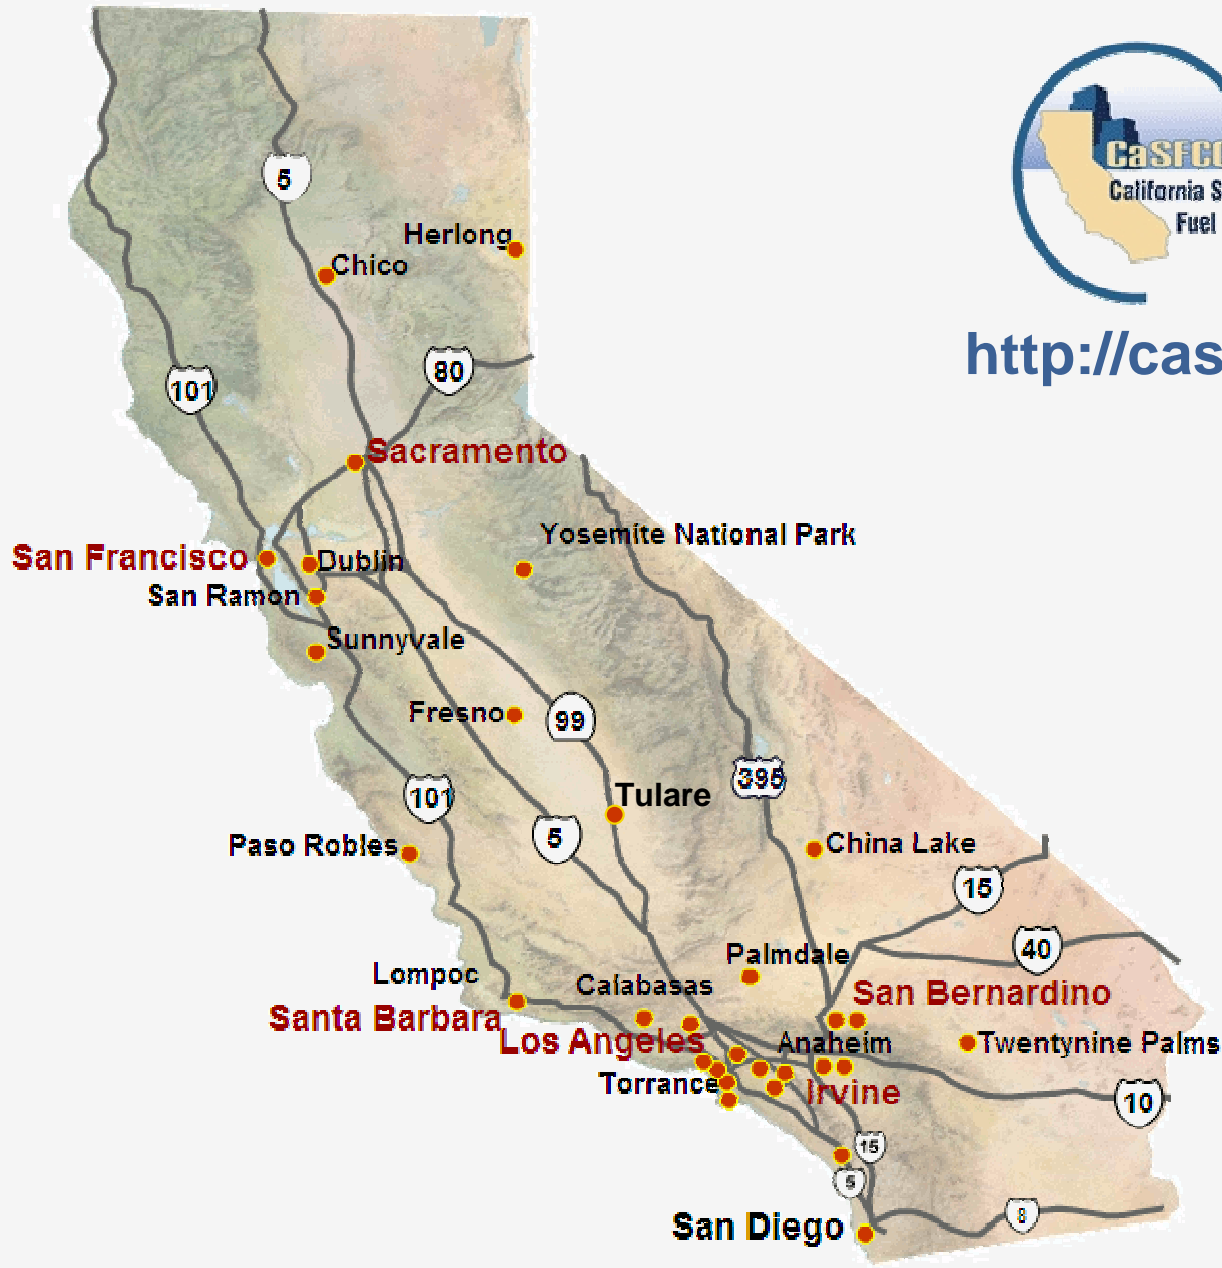 CaSFCC
California S
Fuel
http://cas
5
Herlong
Chico
80
101
Sacramento
Yosemite National Park
San Francisco
Dublin
San Ramon
Sunnyvale
Fresno
99
395
101
Tulare
5
Paso Robles
China Lake
15
40
Palmdale
Lompoc
Calabasas
San Bernardino
Santa Barbara
Los Angeles
Anaheim
Twentynine Palms
Torrance
Irvine
10
15
5
San Diego
8